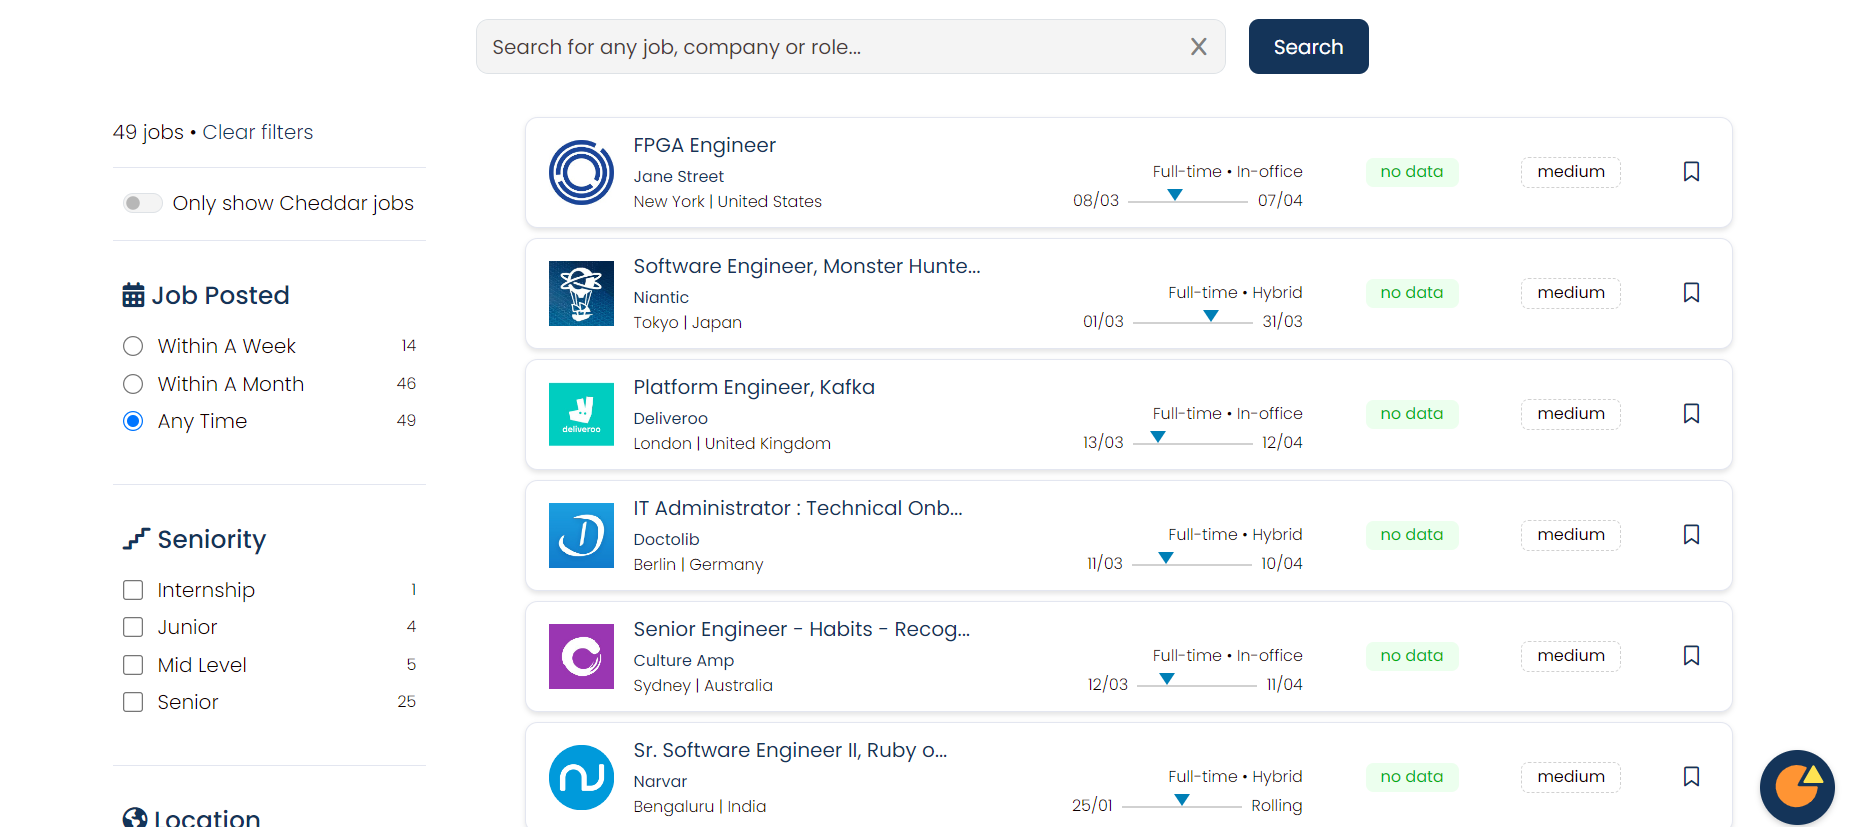 Search for any job, company or role...
Search
49 jobs • Clear filters
Only show Cheddar jobs
Job Posted
Within A Week 14
Within A Month 46
Any Time 49
Seniority
Internship 1
Junior 4
Mid Level 5
Senior 25
Location
FPGA Engineer
Jane Street
New York | United States
Full-time • In-office
08/03 07/04
no data
medium
Software Engineer, Monster Hunte...
Niantic
Tokyo | Japan
Full-time • Hybrid
01/03 31/03
no data
medium
deliveroo
Platform Engineer, Kafka
Deliveroo
London | United Kingdom
Full-time • In-office
13/03 12/04
no data
medium
IT Administrator : Technical Onb...
Doctolib
Berlin | Germany
Full-time • Hybrid
11/03 10/04
no data
medium
Senior Engineer - Habits - Recog...
Culture Amp
Sydney | Australia
Full-time • In-office
12/03 11/04
no data
medium
Sr. Software Engineer II, Ruby o...
Narvar
Bengaluru | India
Full-time • Hybrid
25/01 Rolling
no data
medium